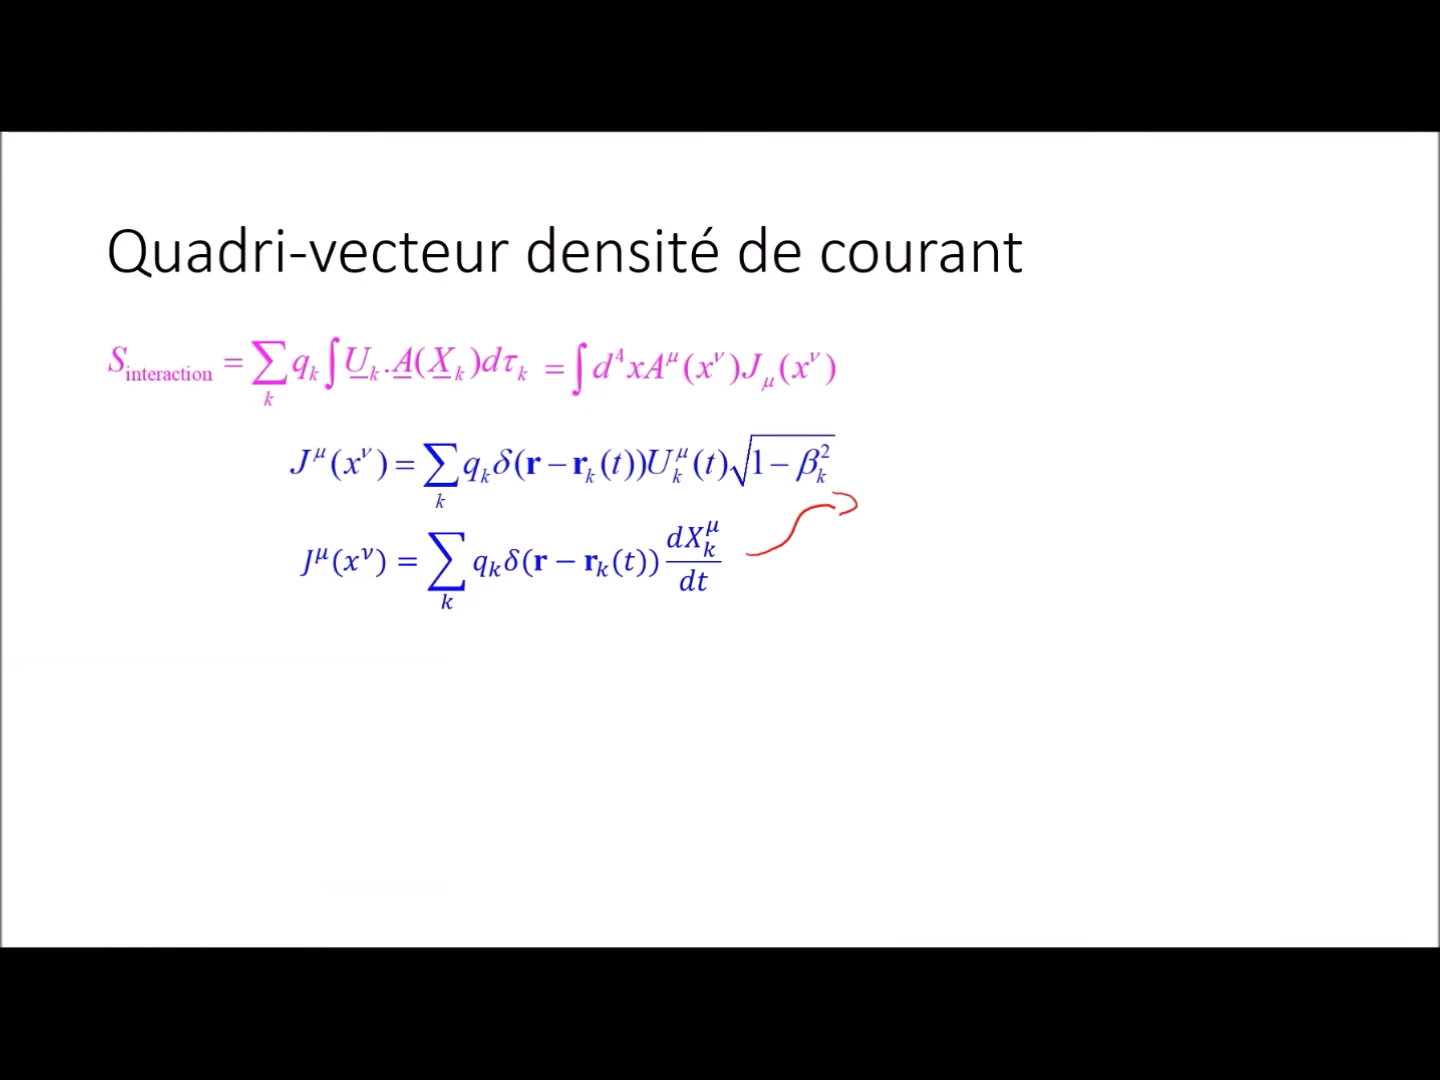 Quadri-vecteur densité de courant
S_interaction = ∑_k q_k ∫ U_k . A(X_k) dτ_k = ∫ d⁴x A^μ(x^ν) J_μ(x^ν)
J^μ(x^ν) = ∑_k q_k δ(r − r_k(t)) U_k^μ(t) √(1 − β_k²)
J^μ(x^ν) = ∑_k q_k δ(r − r_k(t)) dX_k^μ/dt